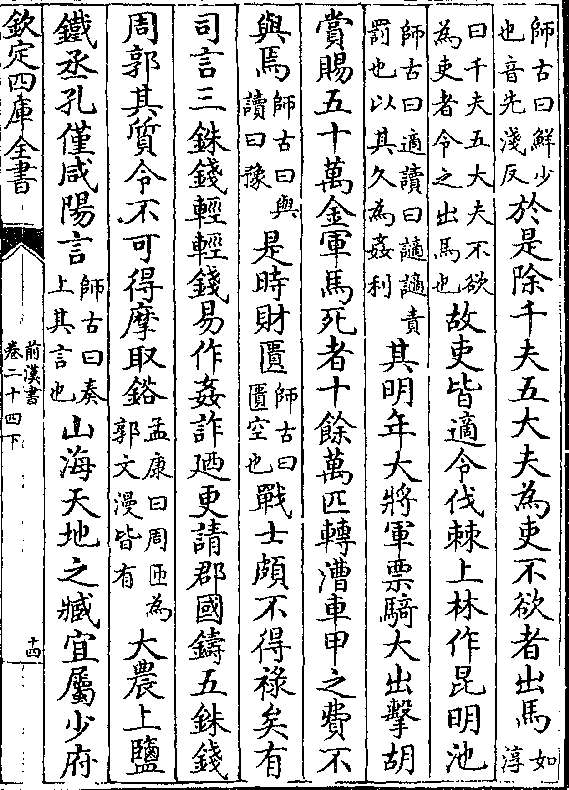 師古曰鮮少也音先淺反於是除千夫五大夫為吏不欲者出馬如淳
曰千夫五大夫不欲為吏者令之出馬也故吏皆適令伐棘上林作昆明池
師古曰適讀曰讁讁責罰也以其久為姦利其明年大將軍票騎大出擊胡
賞賜五十萬金軍馬死者十餘萬匹轉漕車甲之費不
與焉師古曰與讀曰豫是時財匱師古曰匱空也戰士頗不得祿矣有
司言三銖錢輕輕錢易作姦詐廼更請郡國鑄五銖錢
周郭其質令不可得摩取鋊孟康曰周匝為郭文漫皆有大農上鹽
鐵丞孔僅咸陽言師古曰奏上其言也山海天地之臧宜屬少府
欽定四庫全書
前漢書
卷二十四下
十四